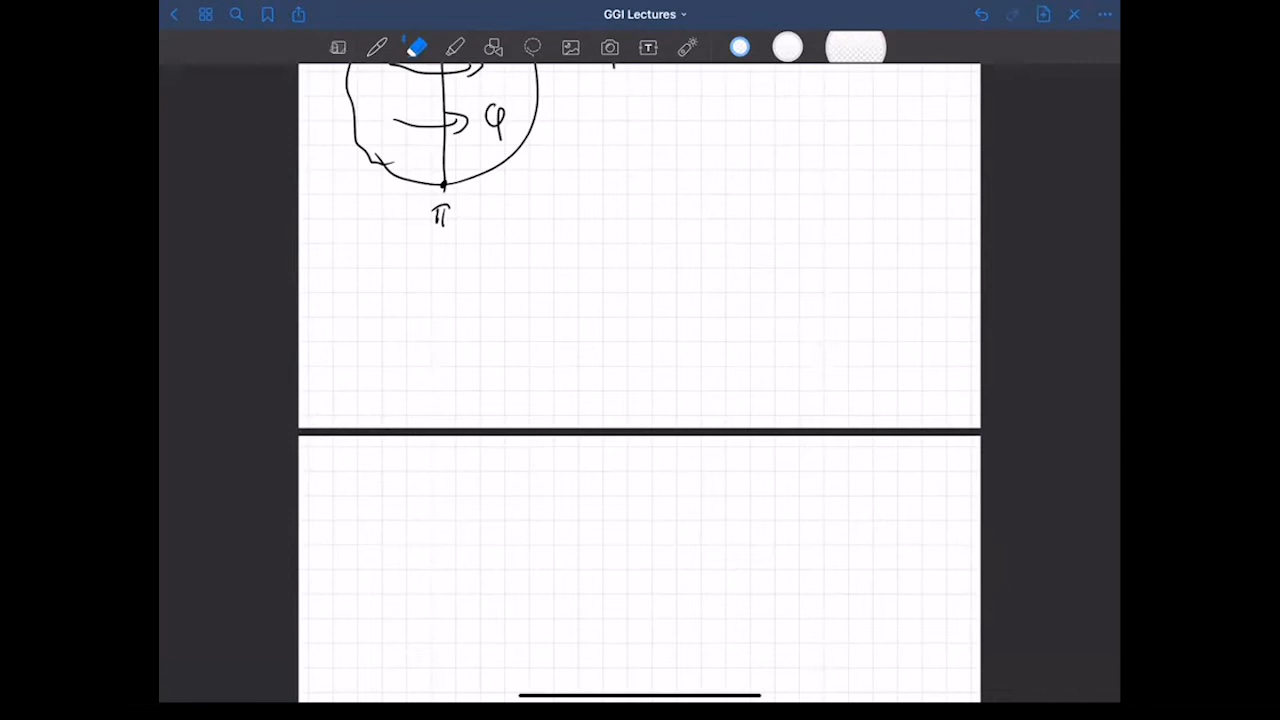 GGI Lectures
T
φ
π